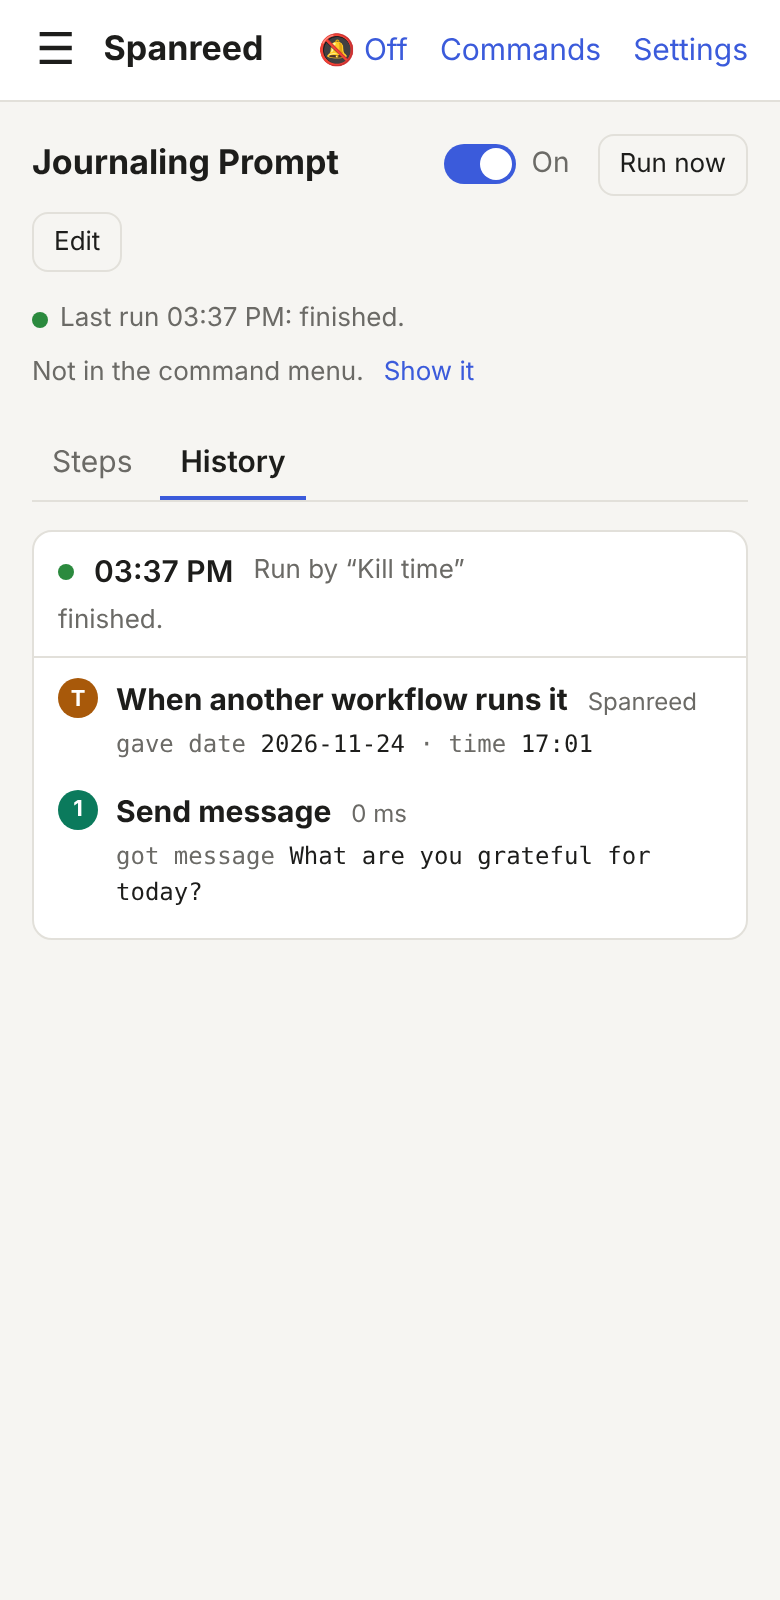 ☰ Spanreed 🔕 Off Commands Settings
Journaling Prompt On Run now
Edit
Last run 03:37 PM: finished.
Not in the command menu. Show it
Steps History
03:37 PM Run by “Kill time”
finished.
T When another workflow runs it Spanreed
gave date 2026-11-24 · time 17:01
1 Send message 0 ms
got message What are you grateful for
today?